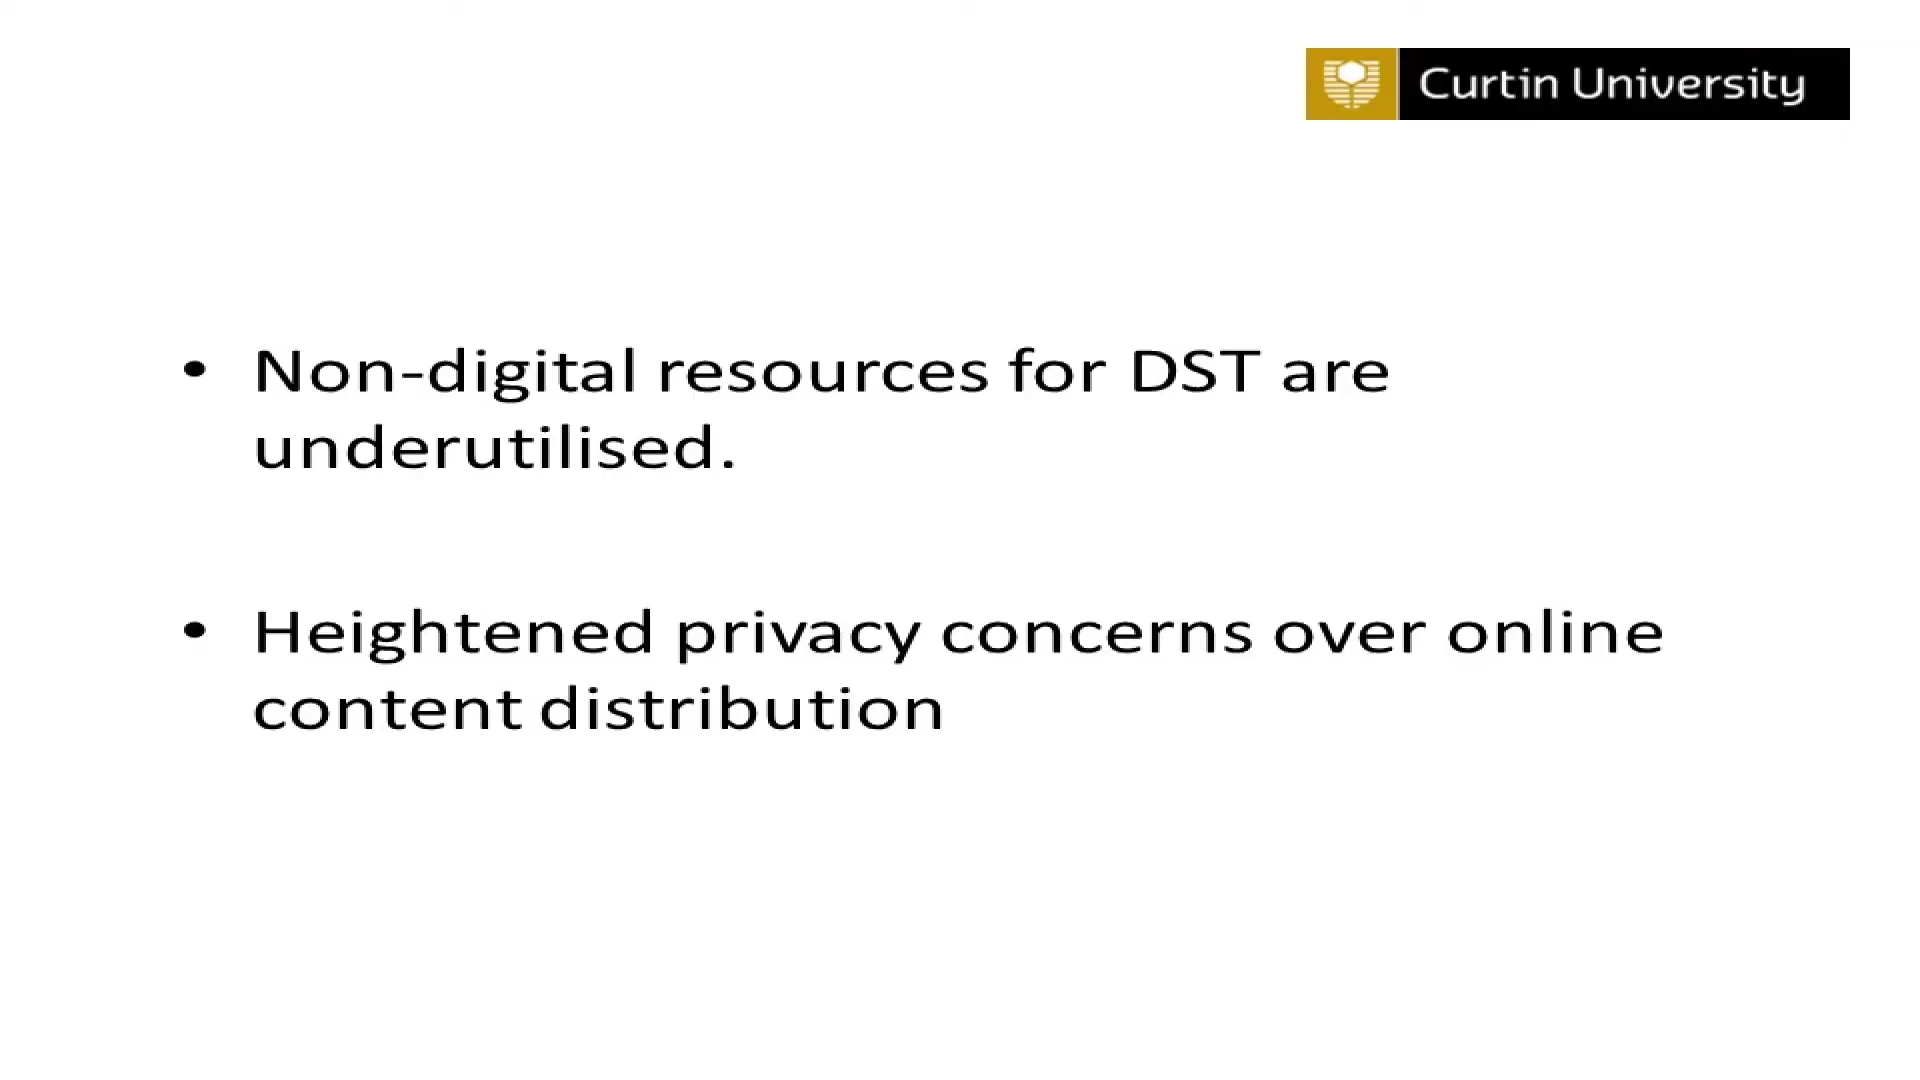 Curtin University
• Non-digital resources for DST are
underutilised.
• Heightened privacy concerns over online
content distribution